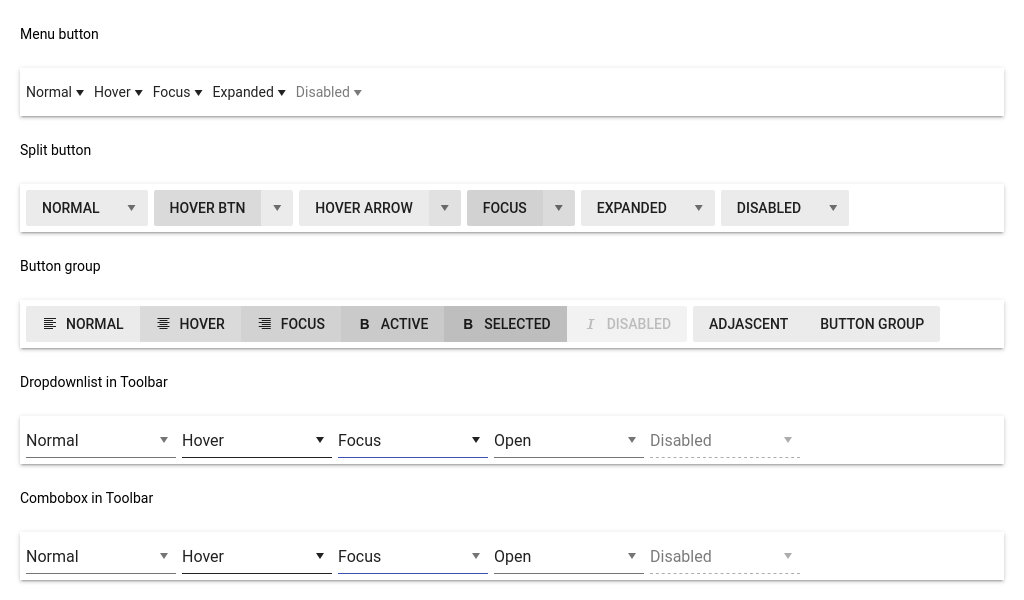 Menu button
Normal Hover Focus Expanded Disabled
Split button
NORMAL HOVER BTN HOVER ARROW FOCUS EXPANDED DISABLED
Button group
NORMAL HOVER FOCUS B ACTIVE B SELECTED I DISABLED ADJASCENT BUTTON GROUP
Dropdownlist in Toolbar
Normal Hover Focus Open Disabled
Combobox in Toolbar
Normal Hover Focus Open Disabled